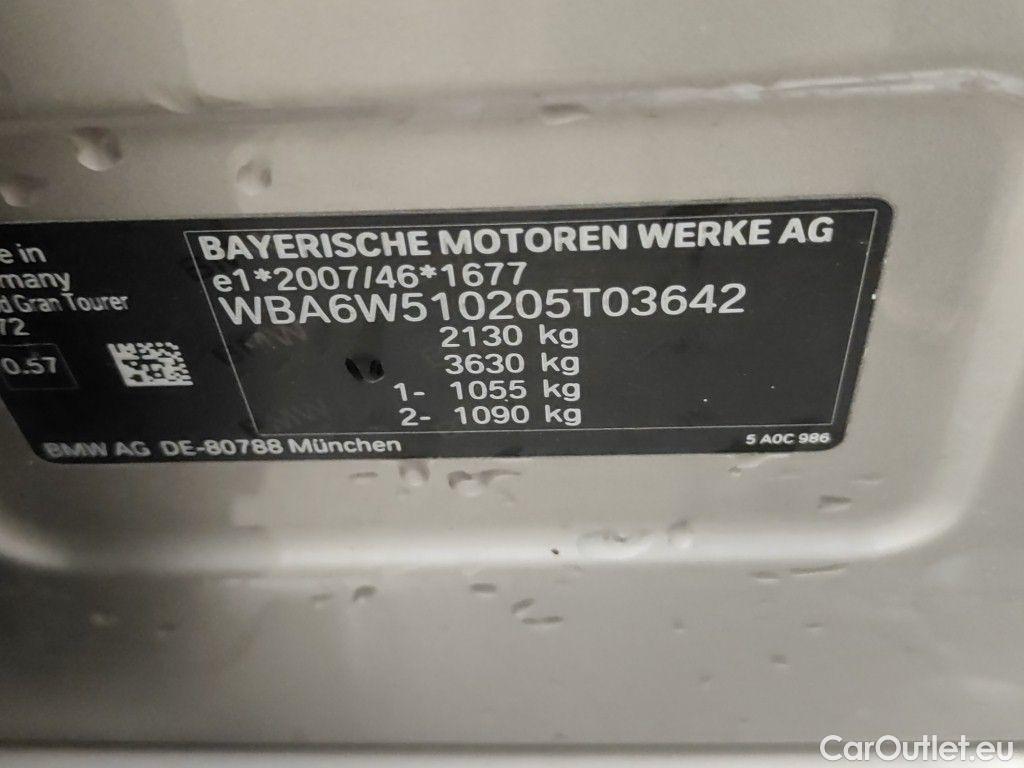 e in
many
d Gran Tourer
72
0.57
BAYERISCHE MOTOREN WERKE AG
e1*2007/46*1677
WBA6W510205T03642
2130 kg
3630 kg
1- 1055 kg
2- 1090 kg
BMW AG DE-80788 München
5 A0C 986
CarOutlet.eu